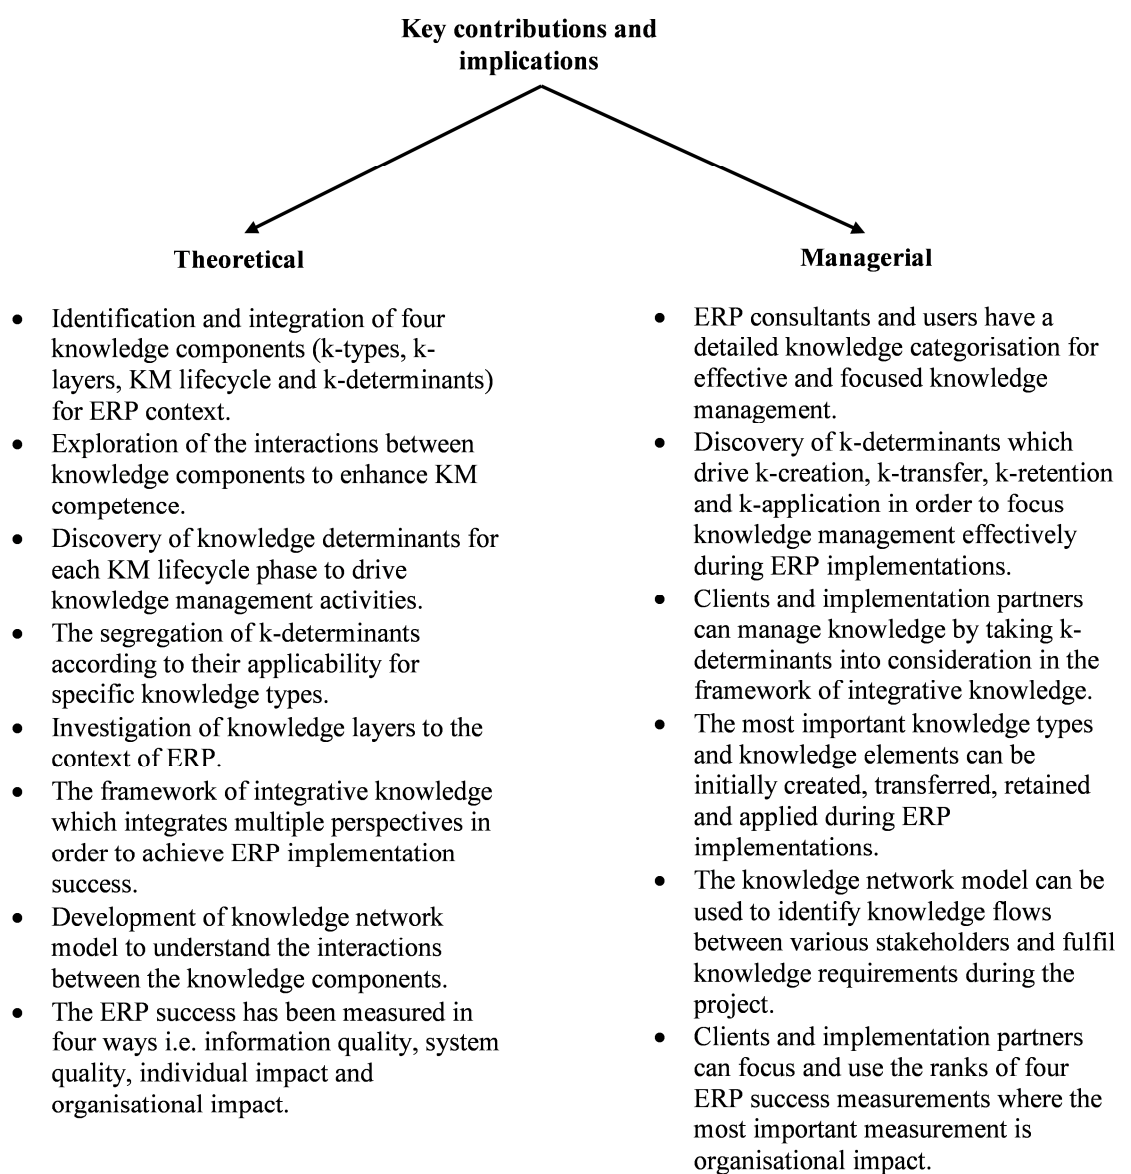 Key contributions and
implications
Theoretical
• Identification and integration of four
knowledge components (k-types, k-
layers, KM lifecycle and k-determinants)
for ERP context.
• Exploration of the interactions between
knowledge components to enhance KM
competence.
• Discovery of knowledge determinants for
each KM lifecycle phase to drive
knowledge management activities.
• The segregation of k-determinants
according to their applicability for
specific knowledge types.
• Investigation of knowledge layers to the
context of ERP.
• The framework of integrative knowledge
which integrates multiple perspectives in
order to achieve ERP implementation
success.
• Development of knowledge network
model to understand the interactions
between the knowledge components.
• The ERP success has been measured in
four ways i.e. information quality, system
quality, individual impact and
organisational impact.
Managerial
• ERP consultants and users have a
detailed knowledge categorisation for
effective and focused knowledge
management.
• Discovery of k-determinants which
drive k-creation, k-transfer, k-retention
and k-application in order to focus
knowledge management effectively
during ERP implementations.
• Clients and implementation partners
can manage knowledge by taking k-
determinants into consideration in the
framework of integrative knowledge.
• The most important knowledge types
and knowledge elements can be
initially created, transferred, retained
and applied during ERP
implementations.
• The knowledge network model can be
used to identify knowledge flows
between various stakeholders and fulfil
knowledge requirements during the
project.
• Clients and implementation partners
can focus and use the ranks of four
ERP success measurements where the
most important measurement is
organisational impact.